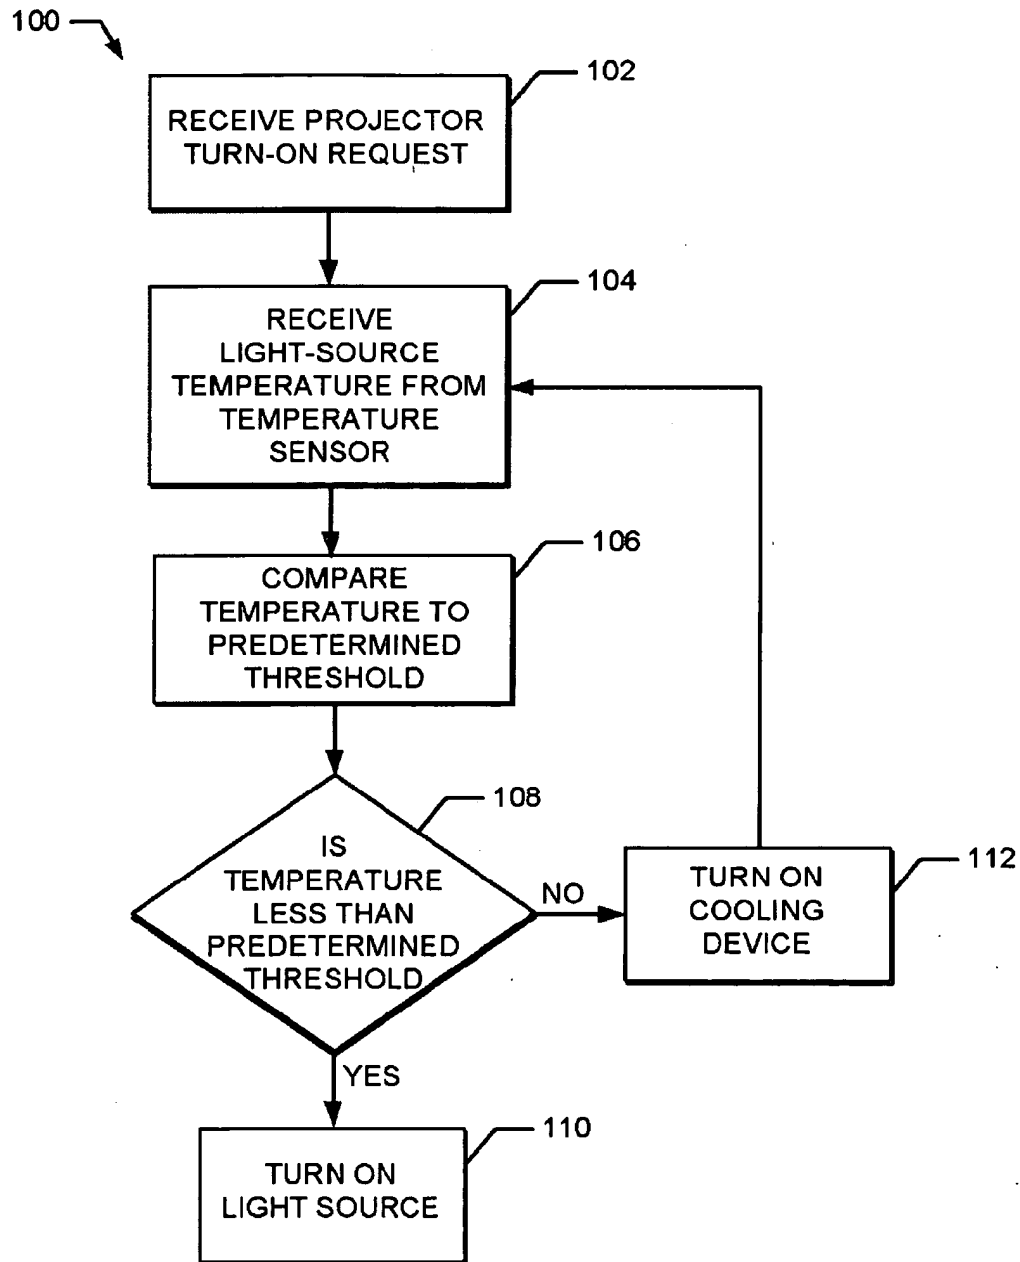 100
102
RECEIVE PROJECTOR
TURN-ON REQUEST
104
RECEIVE
LIGHT-SOURCE
TEMPERATURE FROM
TEMPERATURE
SENSOR
106
COMPARE
TEMPERATURE TO
PREDETERMINED
THRESHOLD
108
IS
TEMPERATURE
LESS THAN
PREDETERMINED
THRESHOLD
NO
112
TURN ON
COOLING
DEVICE
YES
110
TURN ON
LIGHT SOURCE